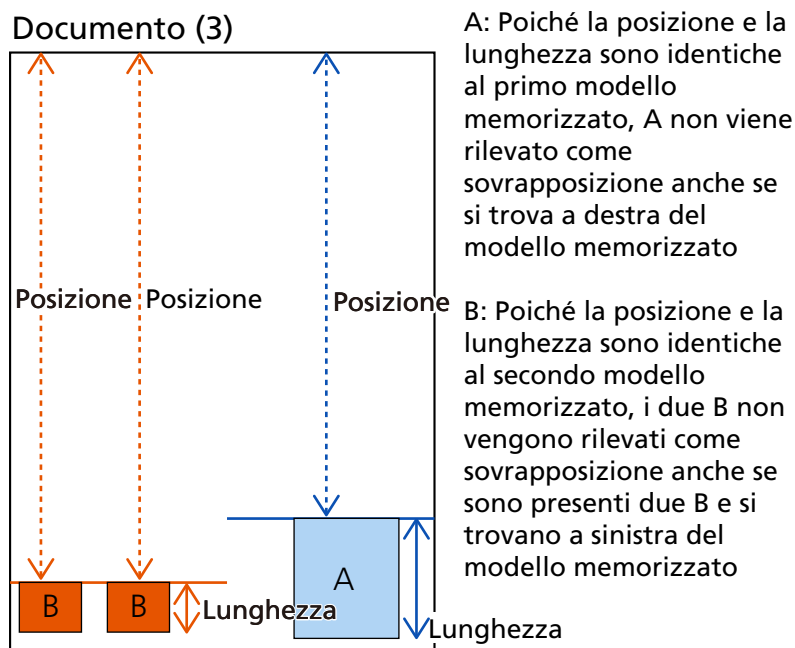 Documento (3)
Posizione
Posizione
Posizione
B
B
Lunghezza
A
Lunghezza
A: Poiché la posizione e la
lunghezza sono identiche
al primo modello
memorizzato, A non viene
rilevato come
sovrapposizione anche se
si trova a destra del
modello memorizzato
B: Poiché la posizione e la
lunghezza sono identiche
al secondo modello
memorizzato, i due B non
vengono rilevati come
sovrapposizione anche se
sono presenti due B e si
trovano a sinistra del
modello memorizzato